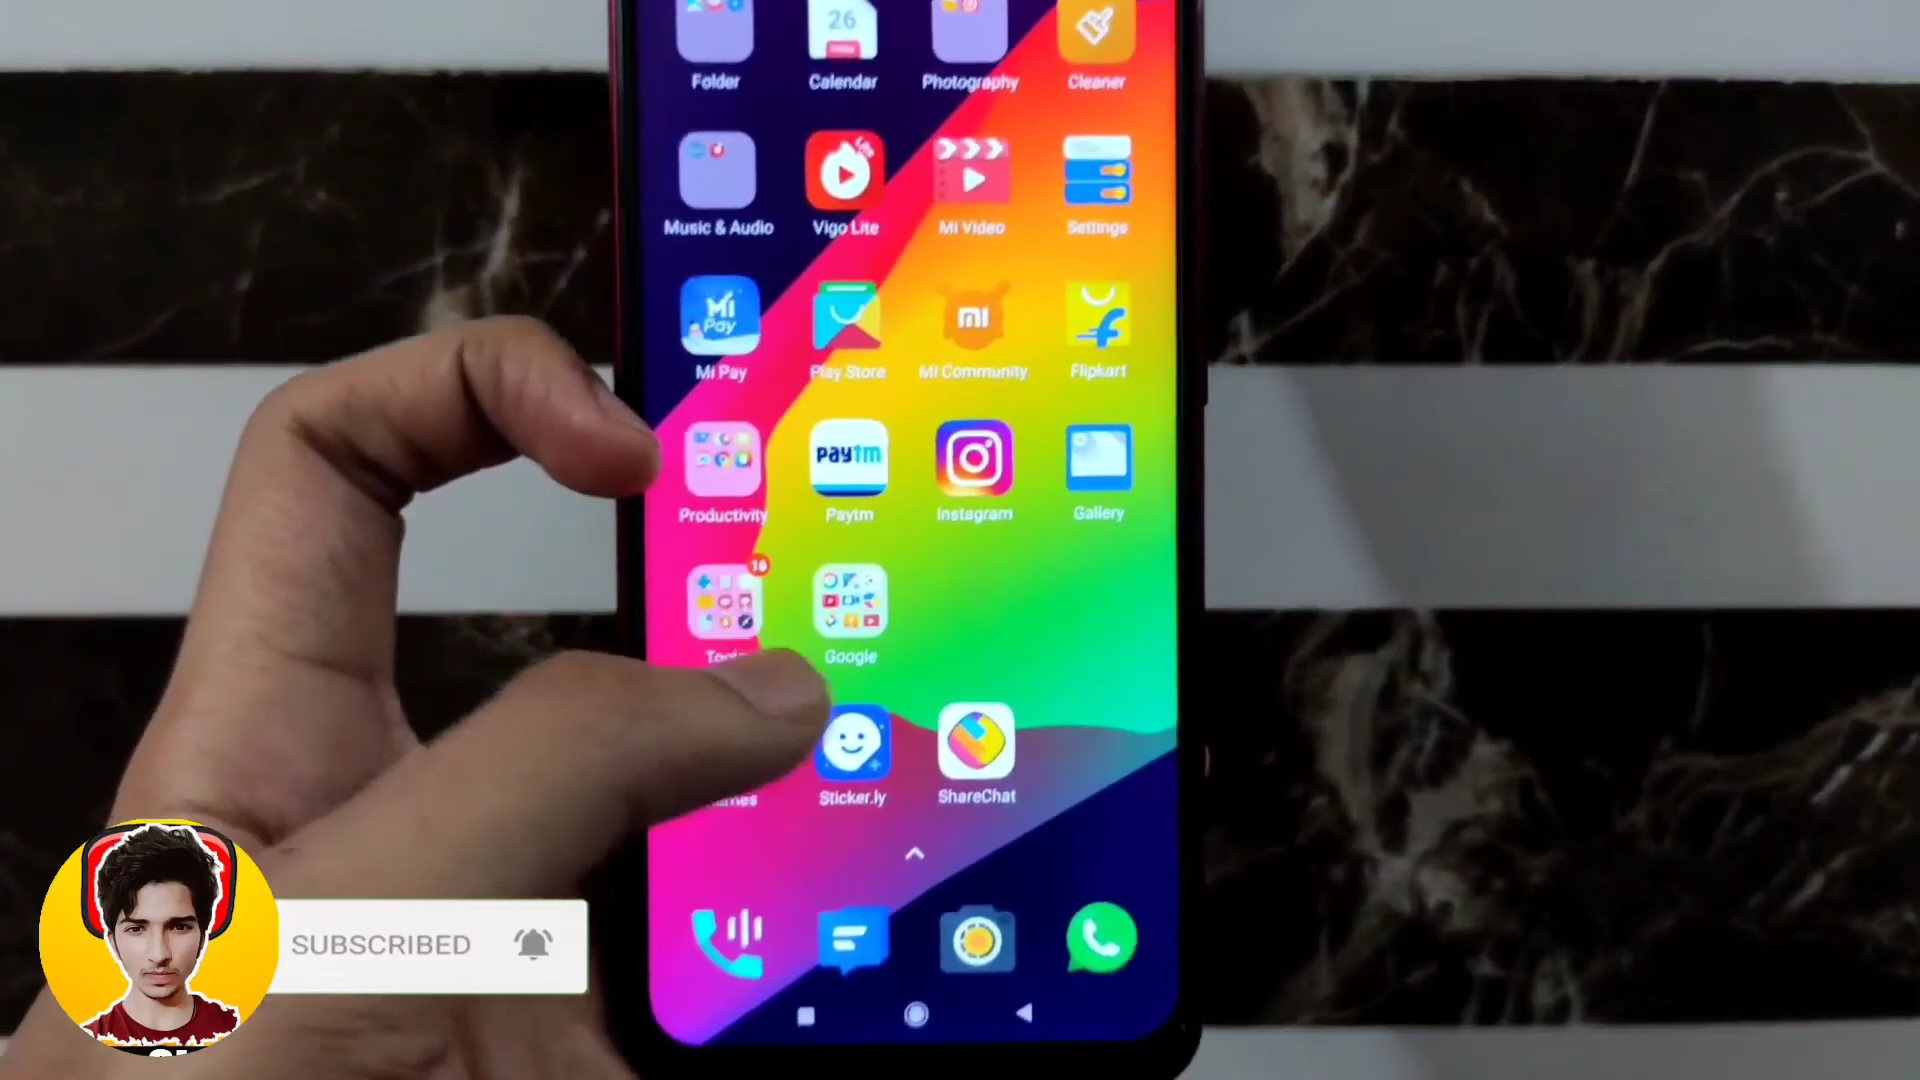 26
Folder
Calendar
Photography
Cleaner
Music & Audio
Vigo Lite
Mi Video
Settings
MI
Pay
mi
Mi Pay
Play Store
Mi Community
Flipkart
paytm
Productivity
Paytm
Instagram
Gallery
16
Google
Sticker.ly
ShareChat
SUBSCRIBED